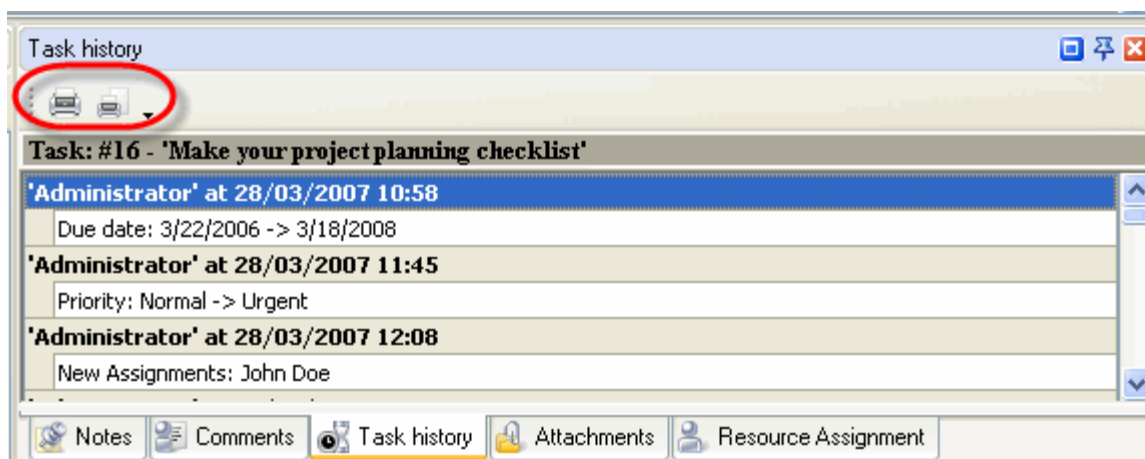 Task history
Task: #16 - 'Make your project planning checklist'
'Administrator' at 28/03/2007 10:58
Due date: 3/22/2006 -> 3/18/2008
'Administrator' at 28/03/2007 11:45
Priority: Normal -> Urgent
'Administrator' at 28/03/2007 12:08
New Assignments: John Doe
Notes Comments Task history Attachments Resource Assignment